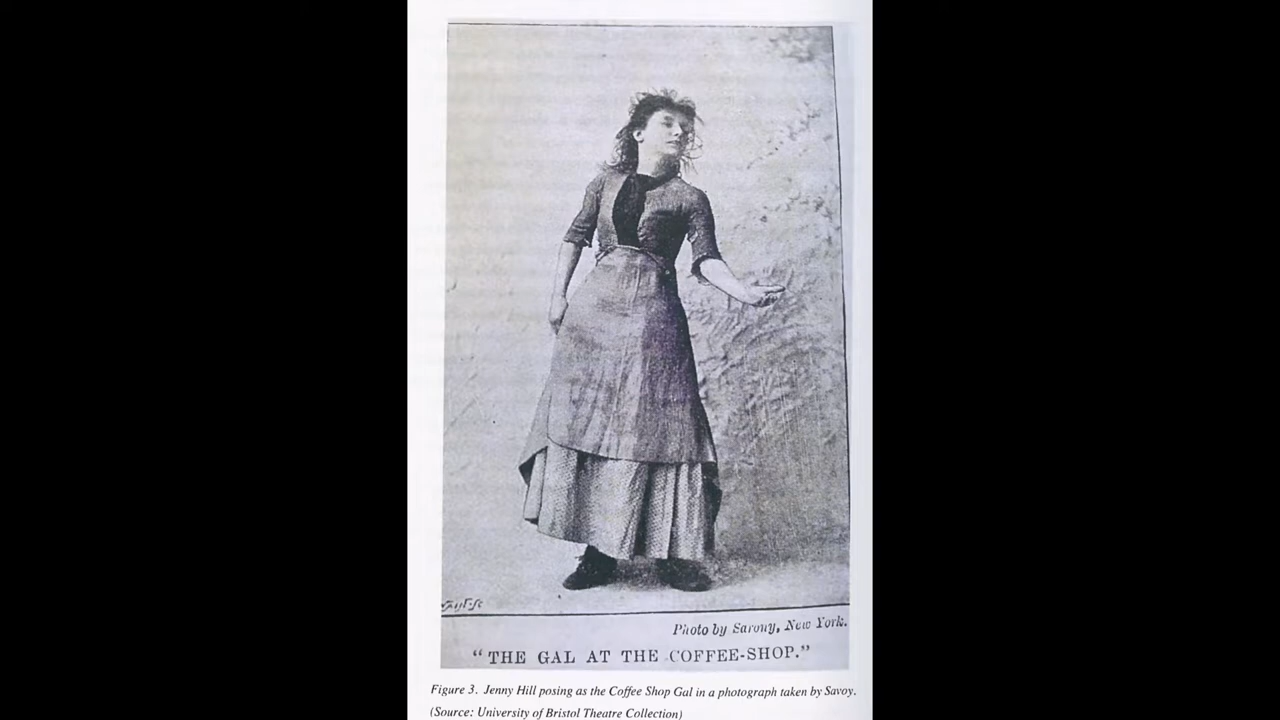 Photo by Sarony, New York.
“THE GAL AT THE COFFEE-SHOP.”
Figure 3. Jenny Hill posing as the Coffee Shop Gal in a photograph taken by Savoy.
(Source: University of Bristol Theatre Collection)